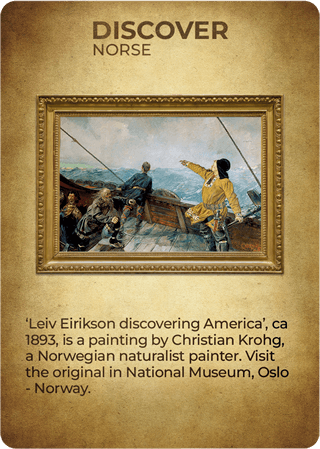 DISCOVER
NORSE
‘Leiv Eirikson discovering America’, ca
1893, is a painting by Christian Krohg,
a Norwegian naturalist painter. Visit
the original in National Museum, Oslo
- Norway.